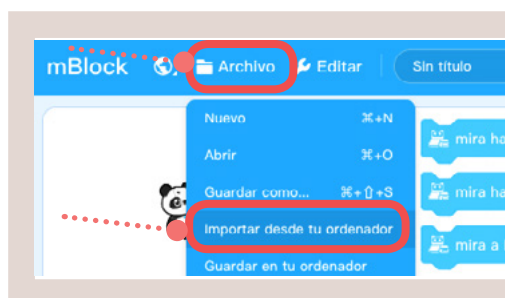 mBlock Archivo Editar Sin título
Nuevo ⌘+N
Abrir ⌘+O
mira ha
Guardar como... ⌘+⇧+S
mira ha
Importar desde tu ordenador
mira a
Guardar en tu ordenador